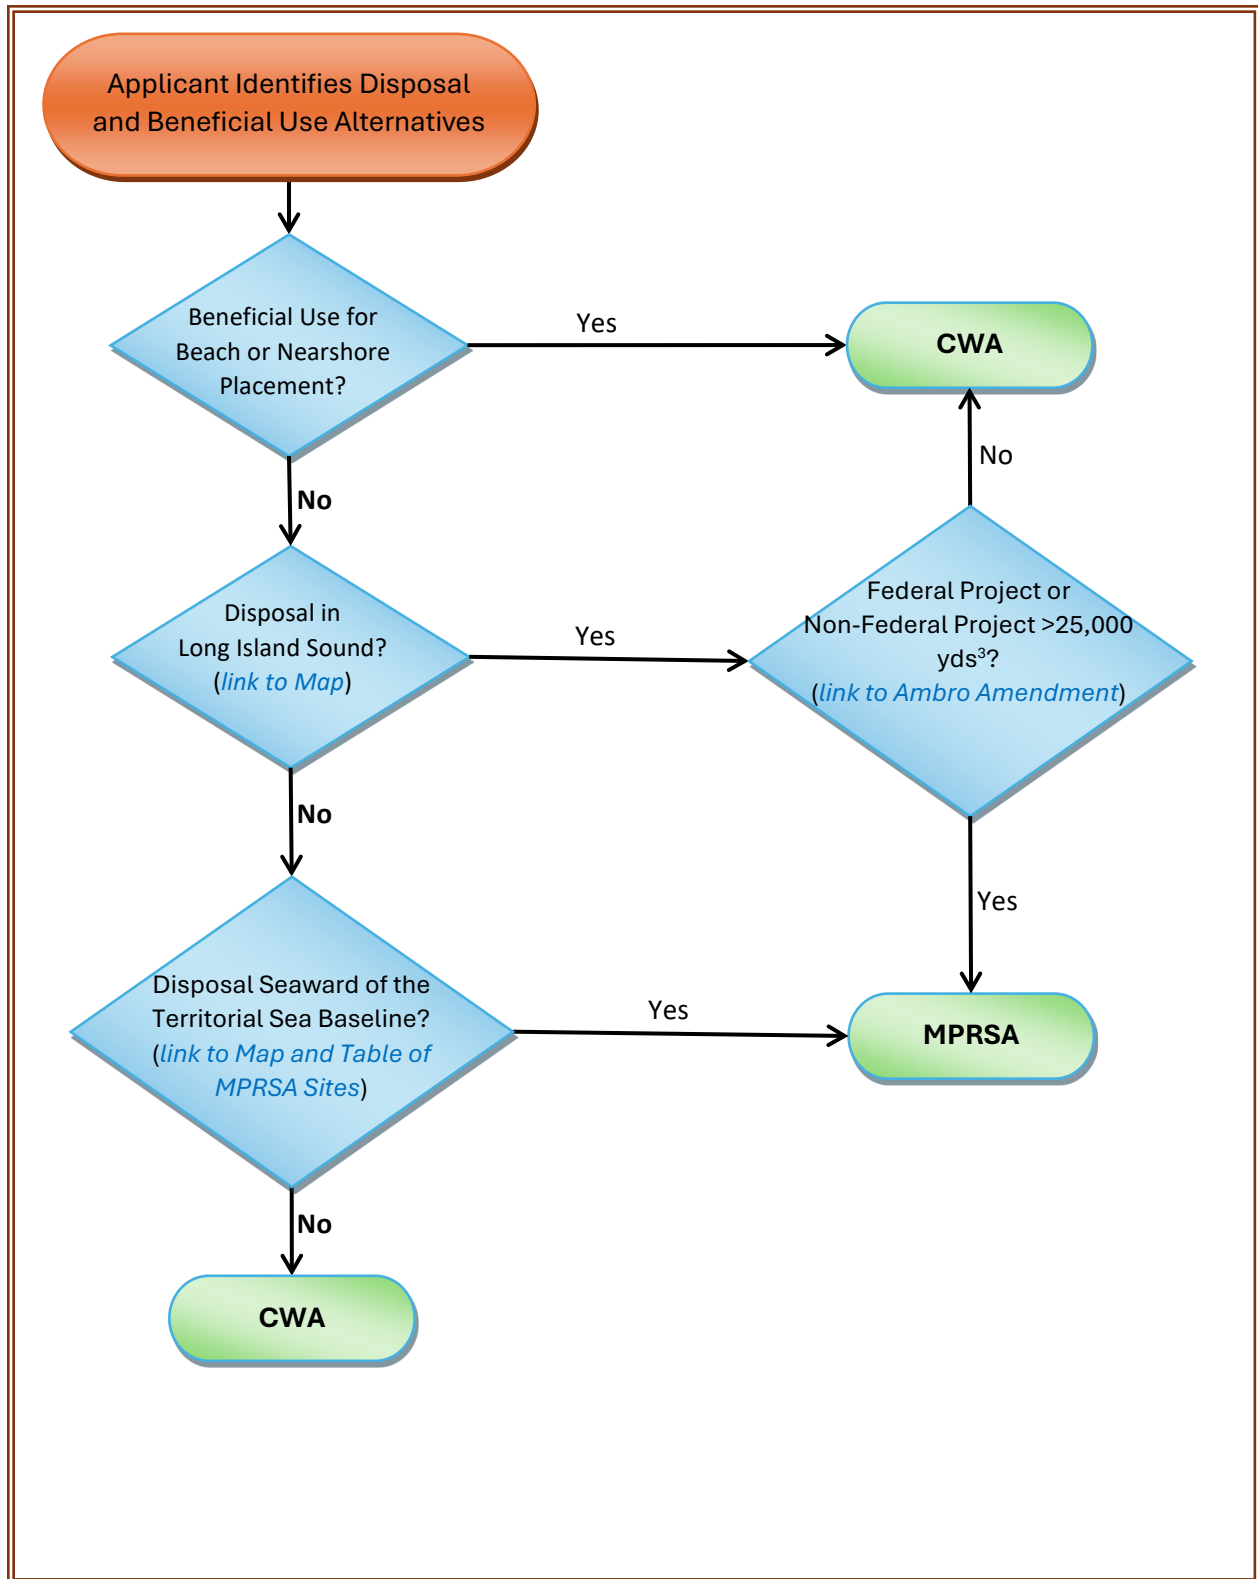 Applicant Identifies Disposal
and Beneficial Use Alternatives
Beneficial Use for
Beach or Nearshore
Placement?
Yes
CWA
No
No
Disposal in
Long Island Sound?
(link to Map)
Yes
Federal Project or
Non-Federal Project >25,000
yds³?
(link to Ambro Amendment)
No
Yes
Disposal Seaward of the
Territorial Sea Baseline?
(link to Map and Table of
MPRSA Sites)
Yes
MPRSA
No
CWA